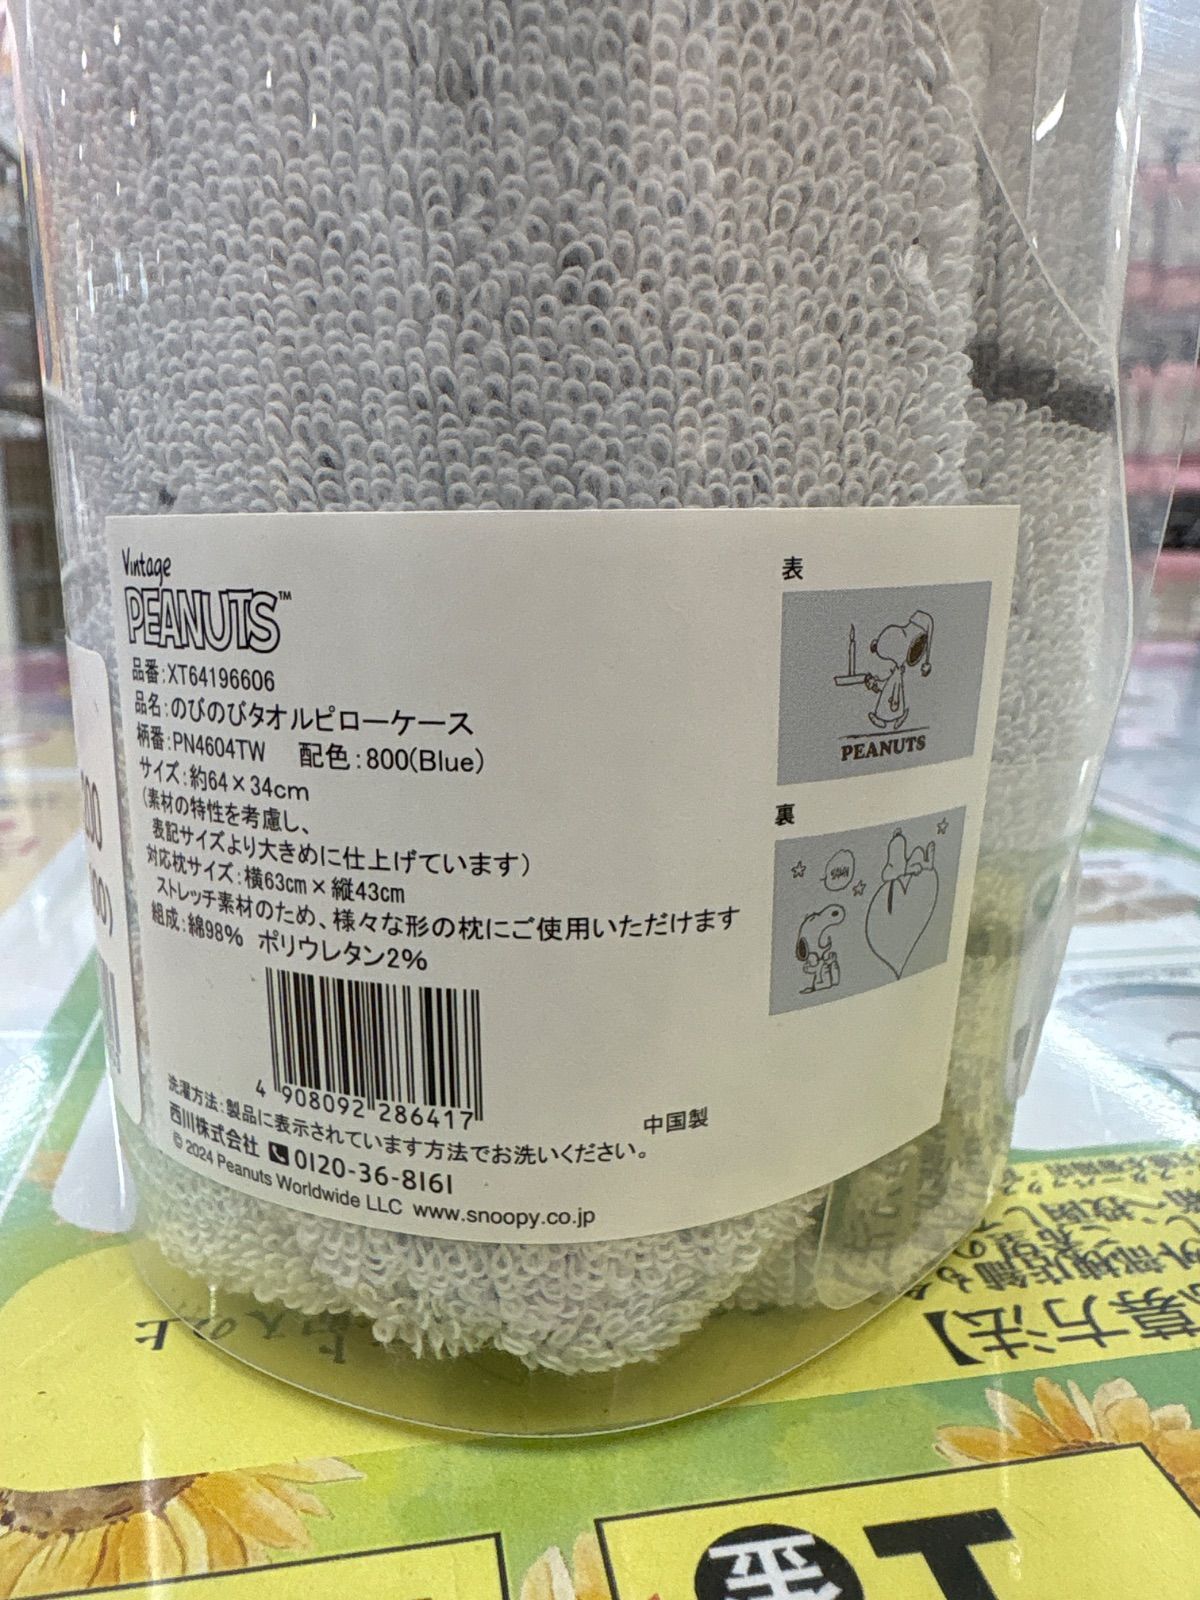 Vintage
PEANUTS™
品番:XT64196606
品名:のびのびタオルピローケース
柄番:PN4604TW 配色:800(Blue)
サイズ:約64×34cm
(素材の特性を考慮し、
表記サイズより大きめに仕上げています)
対応枕サイズ:横63cm×縦43cm
ストレッチ素材のため、様々な形の枕にご使用いただけます
組成:綿98% ポリウレタン2%
4 908092 286417
洗濯方法:製品に表示されています方法でお洗いください。
西川株式会社 0120-36-8161
© 2024 Peanuts Worldwide LLC www.snoopy.co.jp
中国製
表
PEANUTS
裏
募方法】